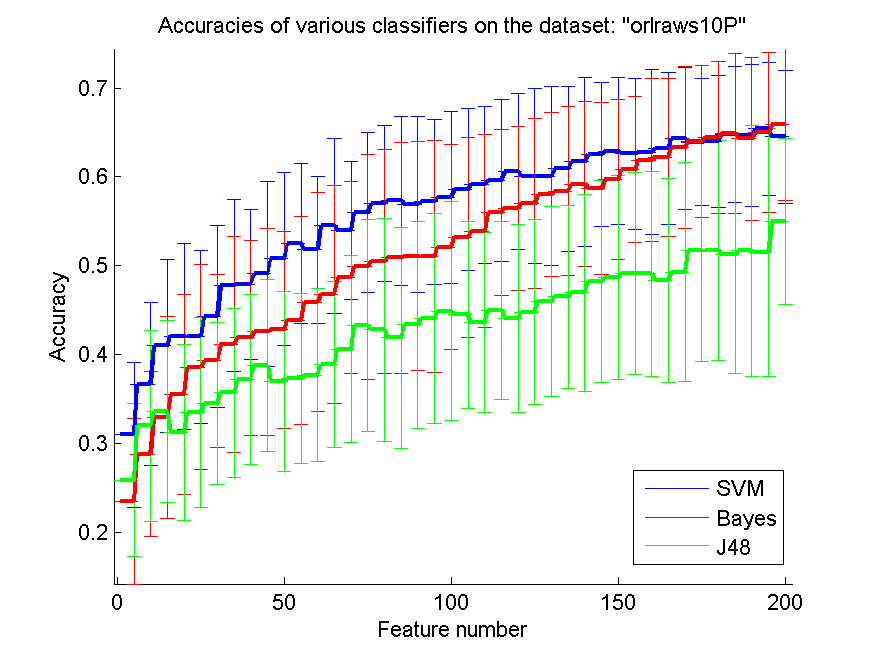 Accuracies of various classifiers on the dataset: "orlraws10P"
0.7
0.6
0.5
0.4
0.3
0.2
Accuracy
SVM
Bayes
J48
0 50 100 150 200
Feature number